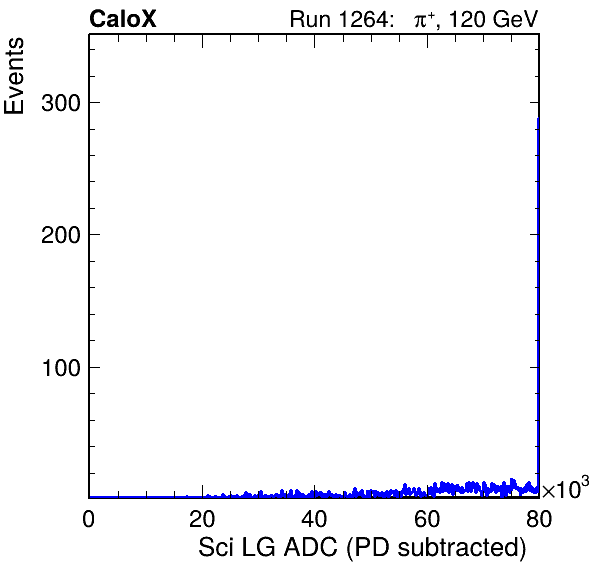 CaloX Run 1264: π⁺, 120 GeV
Events
300
200
100
0 20 40 60 80
×10³
Sci LG ADC (PD subtracted)